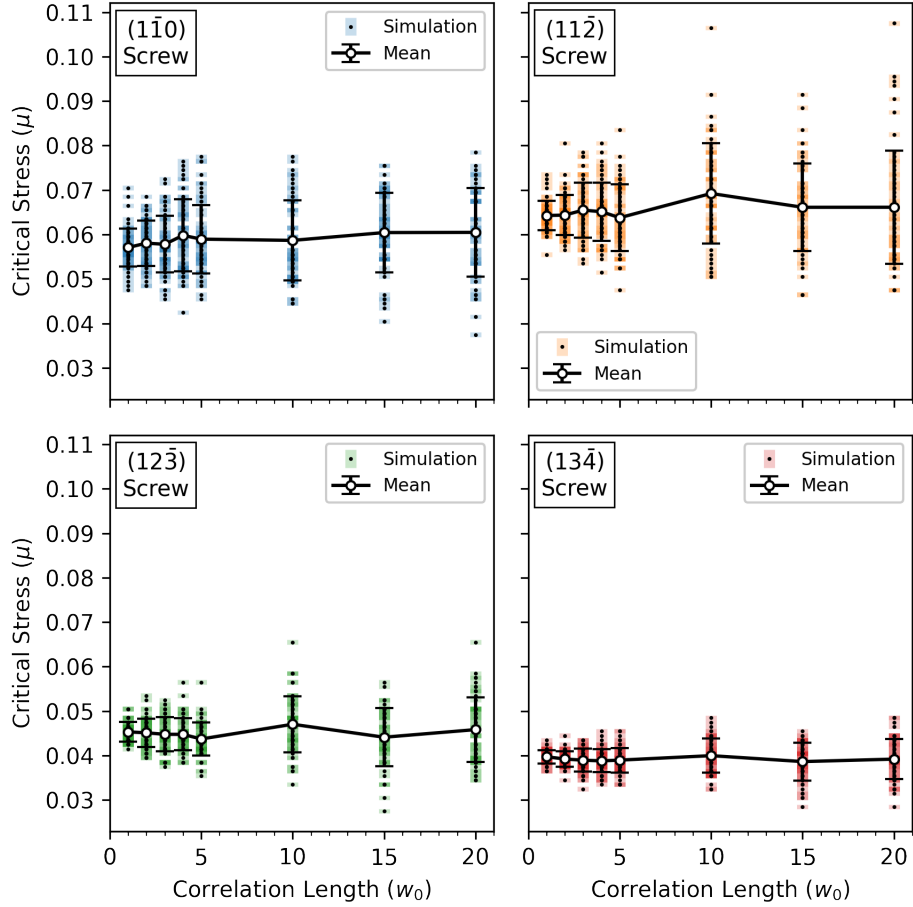 (11̄0)
Screw
Simulation
Mean
Critical Stress (μ)
0.11
0.10
0.09
0.08
0.07
0.06
0.05
0.04
0.03
(112̄)
Screw
Simulation
Mean
(123̄)
Screw
Simulation
Mean
Critical Stress (μ)
0.11
0.10
0.09
0.08
0.07
0.06
0.05
0.04
0.03
0 5 10 15 20
Correlation Length (w₀)
(134̄)
Screw
Simulation
Mean
0 5 10 15 20
Correlation Length (w₀)